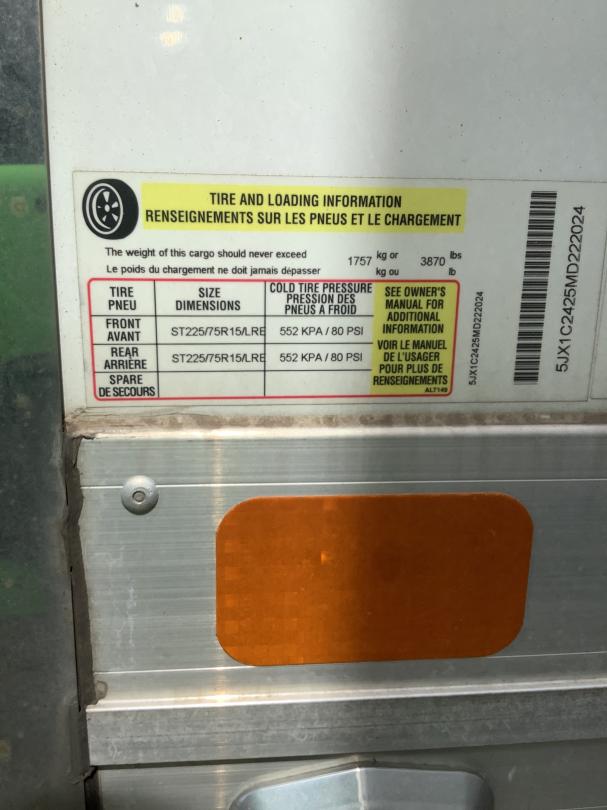 TIRE AND LOADING INFORMATION
RENSEIGNEMENTS SUR LES PNEUS ET LE CHARGEMENT
The weight of this cargo should never exceed 1757 kg or 3870 lbs
Le poids du chargement ne doit jamais dépasser kg ou lb
TIRE
PNEU
SIZE
DIMENSIONS
COLD TIRE PRESSURE
PRESSION DES
PNEUS A FROID
SEE OWNER'S
MANUAL FOR
ADDITIONAL
INFORMATION
VOIR LE MANUEL
DE L'USAGER
POUR PLUS DE
RENSEIGNEMENTS
AL7149
FRONT
AVANT
ST225/75R15/LRE
552 KPA / 80 PSI
REAR
ARRIÈRE
ST225/75R15/LRE
552 KPA / 80 PSI
SPARE
DE SECOURS
5JX1C2425MD222024
5JX1C2425MD222024